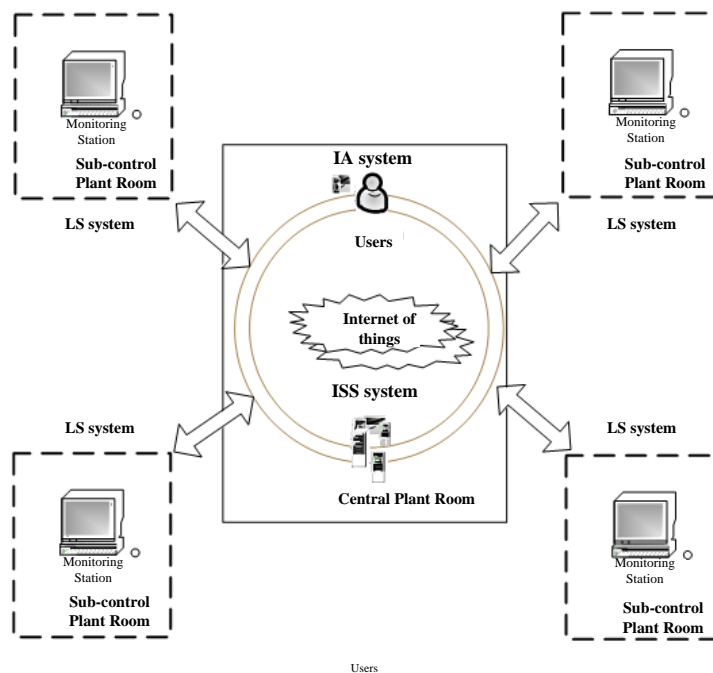 Monitoring
Station
Sub-control
Plant Room
LS system
Monitoring
Station
Sub-control
Plant Room
LS system
IA system
Users
Internet of
things
ISS system
Central Plant Room
LS system
Monitoring
Station
Sub-control
Plant Room
LS system
Monitoring
Station
Sub-control
Plant Room
Users